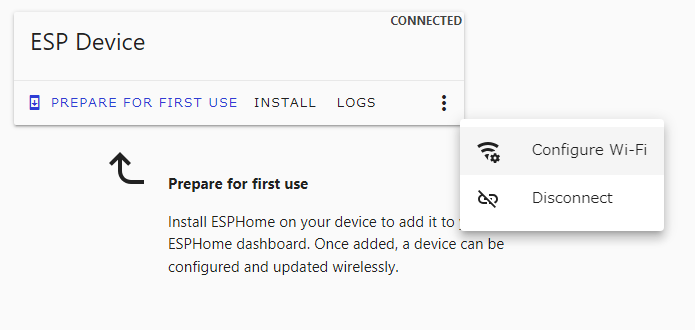 CONNECTED
ESP Device
PREPARE FOR FIRST USE INSTALL LOGS
Configure Wi-Fi
Disconnect
Prepare for first use
Install ESPHome on your device to add it to y
ESPHome dashboard. Once added, a device can be
configured and updated wirelessly.